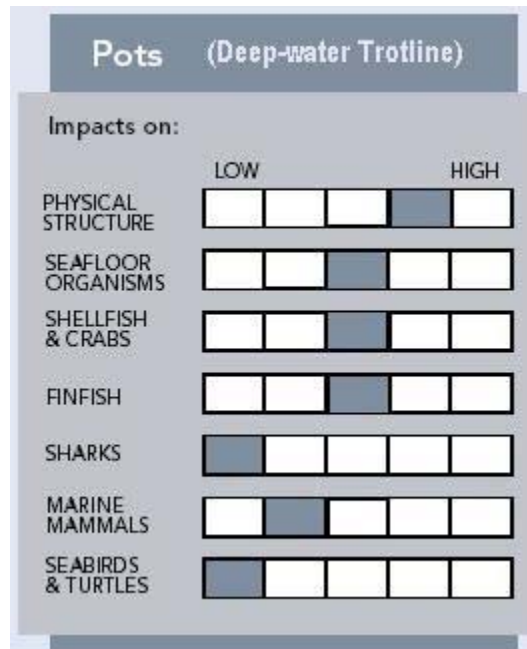 Pots (Deep-water Trotline)
Impacts on:
LOW HIGH
PHYSICAL
STRUCTURE
SEAFLOOR
ORGANISMS
SHELLFISH
& CRABS
FINFISH
SHARKS
MARINE
MAMMALS
SEABIRDS
& TURTLES